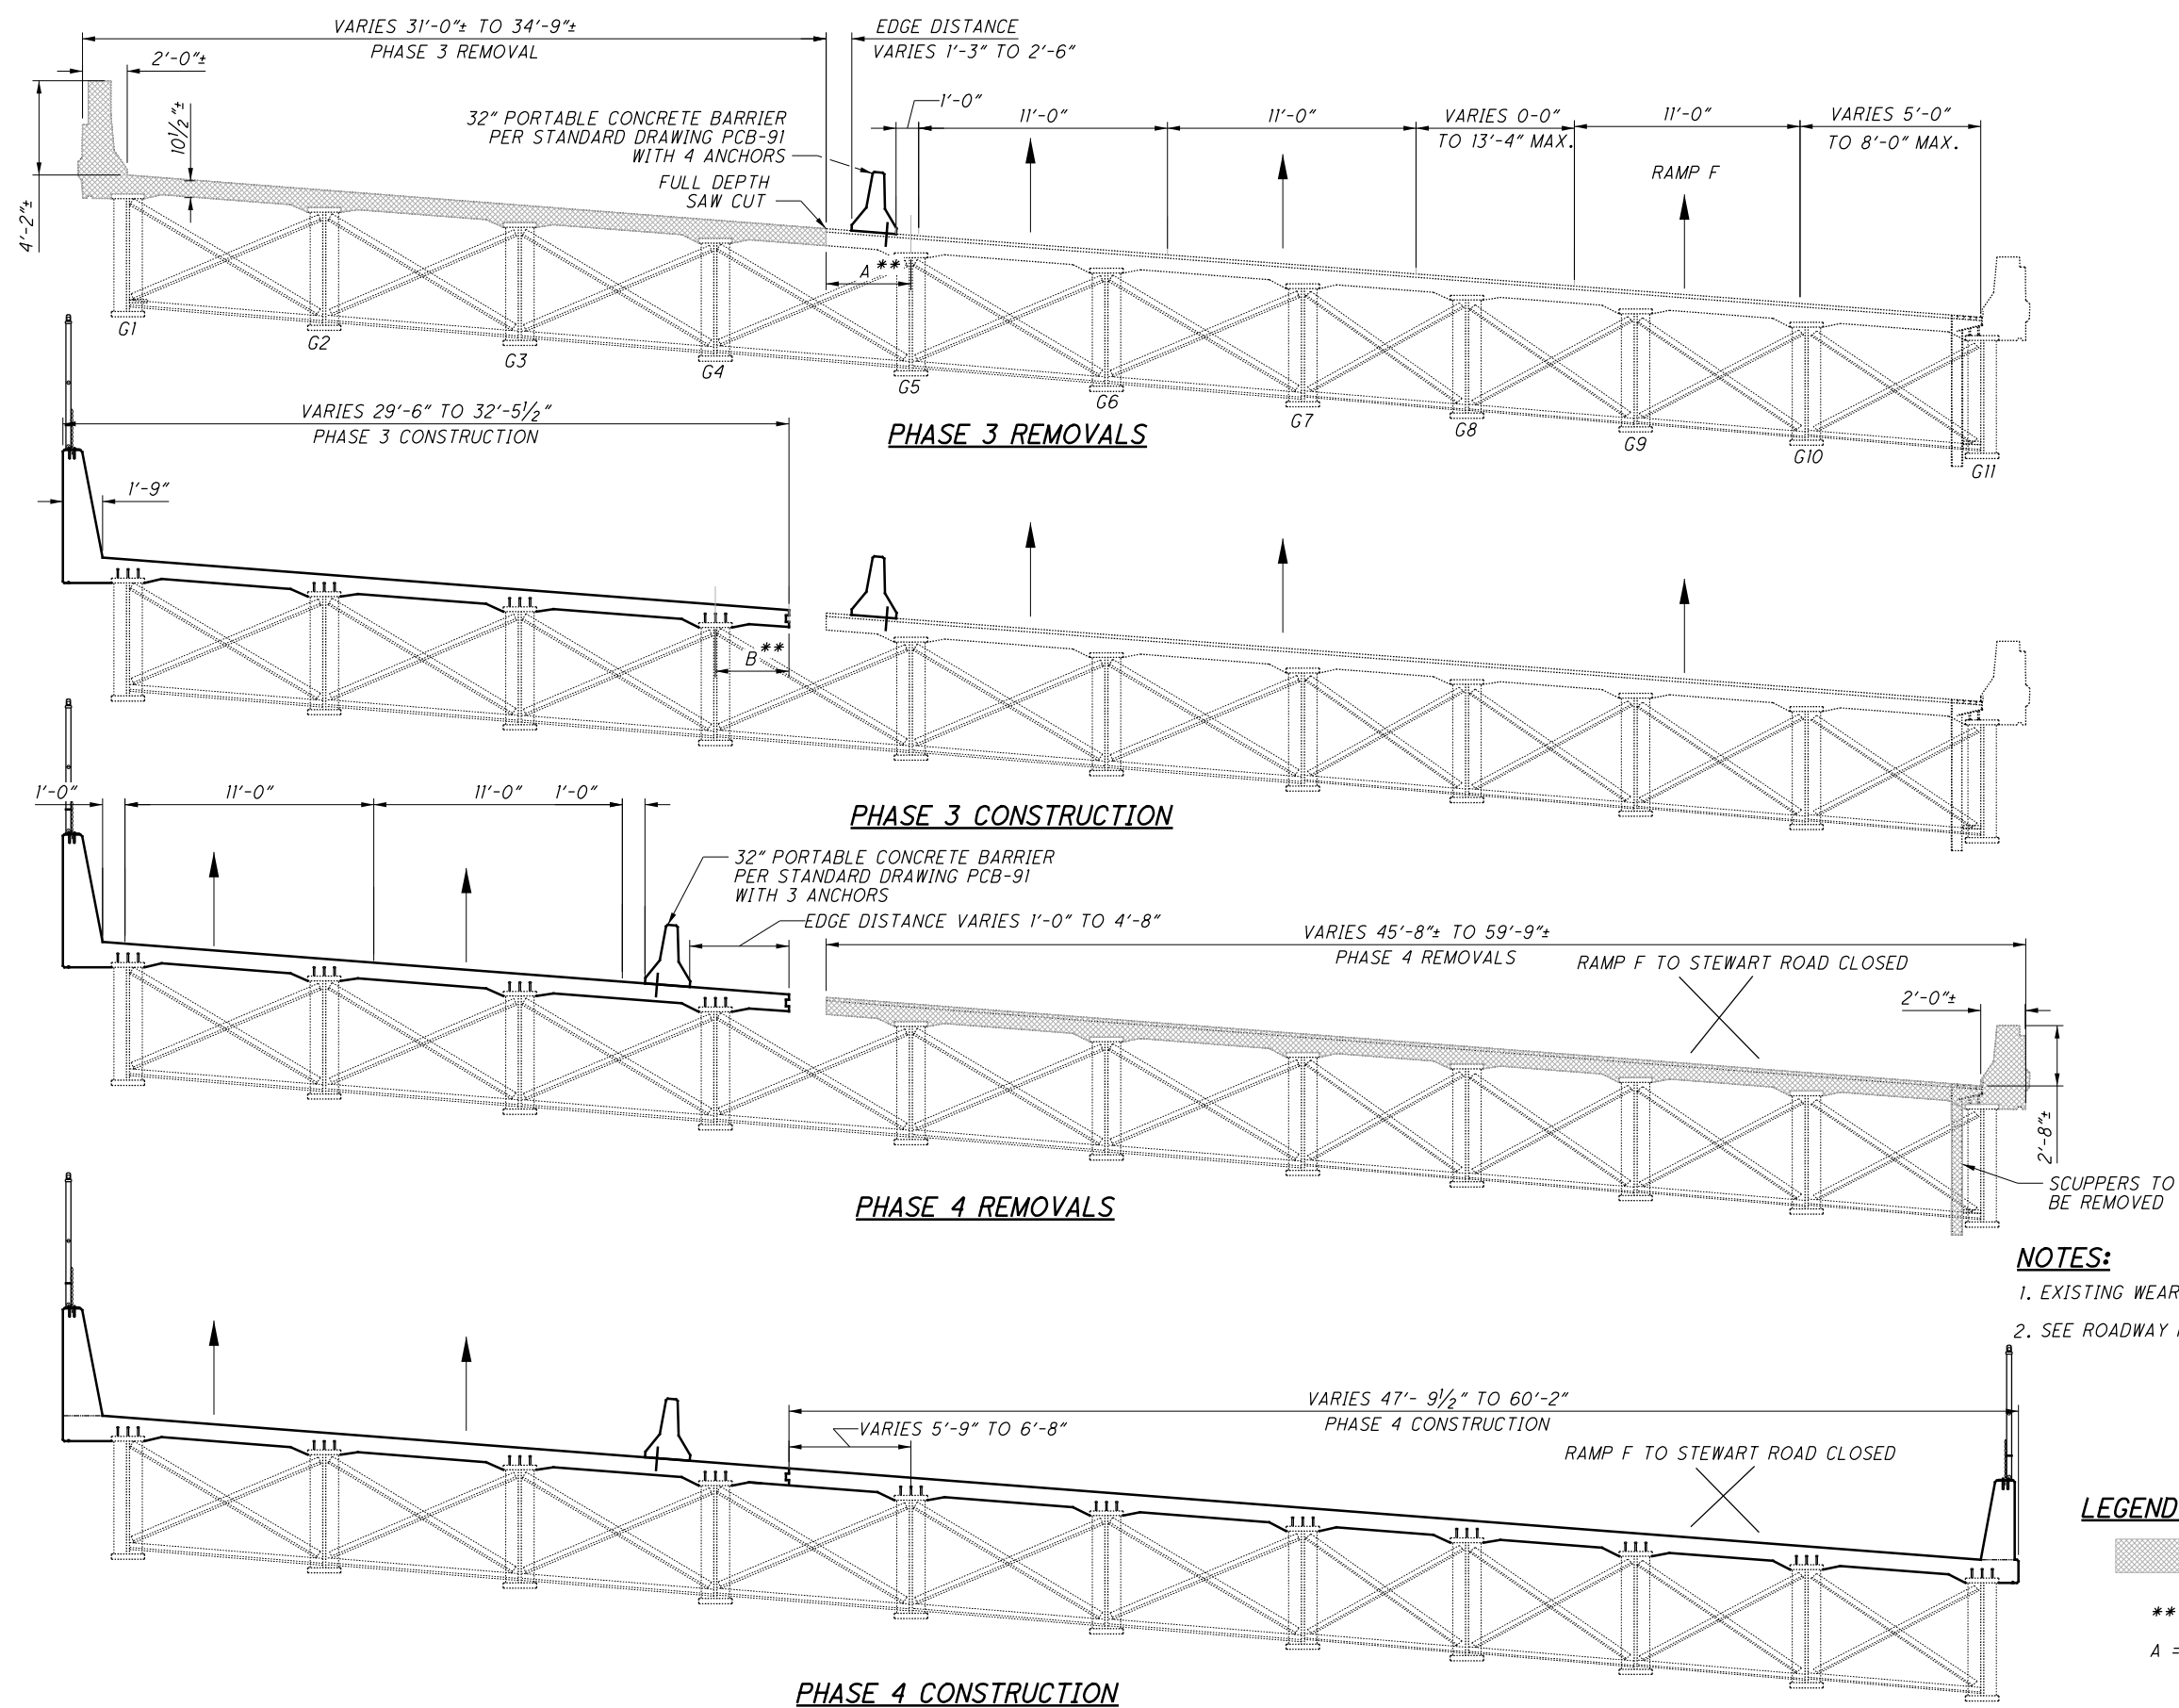 VARIES 31'-0"± TO 34'-9"±
PHASE 3 REMOVAL
EDGE DISTANCE
VARIES 1'-3" TO 2'-6"
2'-0"±
10½"±
4'-2"±
32" PORTABLE CONCRETE BARRIER
PER STANDARD DRAWING PCB-91
WITH 4 ANCHORS
FULL DEPTH
SAW CUT
1'-0"
11'-0"
11'-0"
VARIES 0-0"
TO 13'-4" MAX.
11'-0"
VARIES 5'-0"
TO 8'-0" MAX.
RAMP F
A **
G1
G2
G3
G4
G5
G6
G7
G8
G9
G10
G11
PHASE 3 REMOVALS
VARIES 29'-6" TO 32'-5½"
PHASE 3 CONSTRUCTION
1'-9"
B **
PHASE 3 CONSTRUCTION
1'-0"
11'-0"
11'-0"
1'-0"
32" PORTABLE CONCRETE BARRIER
PER STANDARD DRAWING PCB-91
WITH 3 ANCHORS
EDGE DISTANCE VARIES 1'-0" TO 4'-8"
VARIES 45'-8"± TO 59'-9"±
PHASE 4 REMOVALS
RAMP F TO STEWART ROAD CLOSED
2'-0"±
2'-8"±
SCUPPERS TO
BE REMOVED
PHASE 4 REMOVALS
NOTES:
1. EXISTING WEAR
2. SEE ROADWAY
VARIES 47'- 9½" TO 60'-2"
PHASE 4 CONSTRUCTION
VARIES 5'-9" TO 6'-8"
RAMP F TO STEWART ROAD CLOSED
LEGEND
**
A =
PHASE 4 CONSTRUCTION